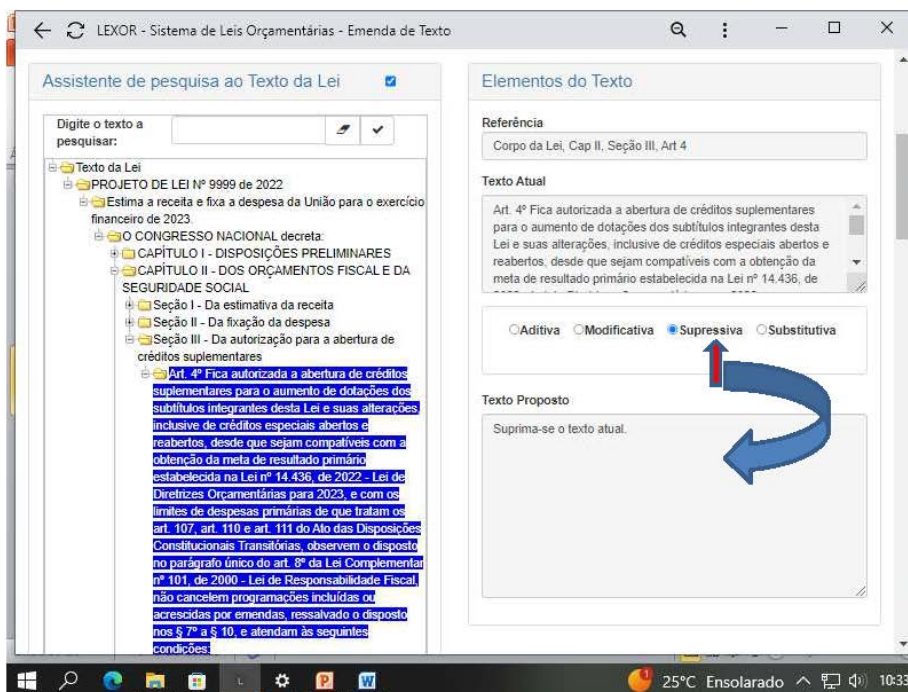 LEXOR - Sistema de Leis Orçamentárias - Emenda de Texto
Assistente de pesquisa ao Texto da Lei
Digite o texto a
pesquisar:
Texto da Lei
PROJETO DE LEI Nº 9999 de 2022
Estima a receita e fixa a despesa da União para o exercício
financeiro de 2023.
O CONGRESSO NACIONAL decreta:
CAPÍTULO I - DISPOSIÇÕES PRELIMINARES
CAPÍTULO II - DOS ORÇAMENTOS FISCAL E DA
SEGURIDADE SOCIAL
Seção I - Da estimativa da receita
Seção II - Da fixação da despesa
Seção III - Da autorização para a abertura de
créditos suplementares
Art. 4º Fica autorizada a abertura de créditos
suplementares para o aumento de dotações dos
subtítulos integrantes desta Lei e suas alterações,
inclusive de créditos especiais abertos e
reabertos, desde que sejam compatíveis com a
obtenção da meta de resultado primário
estabelecida na Lei nº 14.436, de 2022 - Lei de
Diretrizes Orçamentárias para 2023, e com os
limites de despesas primárias de que tratam os
art. 107, art. 110 e art. 111 do Ato das Disposições
Constitucionais Transitórias, observem o disposto
no parágrafo único do art. 8º da Lei Complementar
nº 101, de 2000 - Lei de Responsabilidade Fiscal,
não cancelem programações incluídas ou
acrescidas por emendas, ressalvado o disposto
nos § 7º a § 10, e atendam às seguintes
condições:
Elementos do Texto
Referência
Corpo da Lei, Cap II, Seção III, Art 4
Texto Atual
Art. 4º Fica autorizada a abertura de créditos suplementares
para o aumento de dotações dos subtítulos integrantes desta
Lei e suas alterações, inclusive de créditos especiais abertos e
reabertos, desde que sejam compatíveis com a obtenção da
meta de resultado primário estabelecida na Lei nº 14.436, de
Aditiva Modificativa Supressiva Substitutiva
Texto Proposto
Suprima-se o texto atual.
25°C Ensolarado 10:33